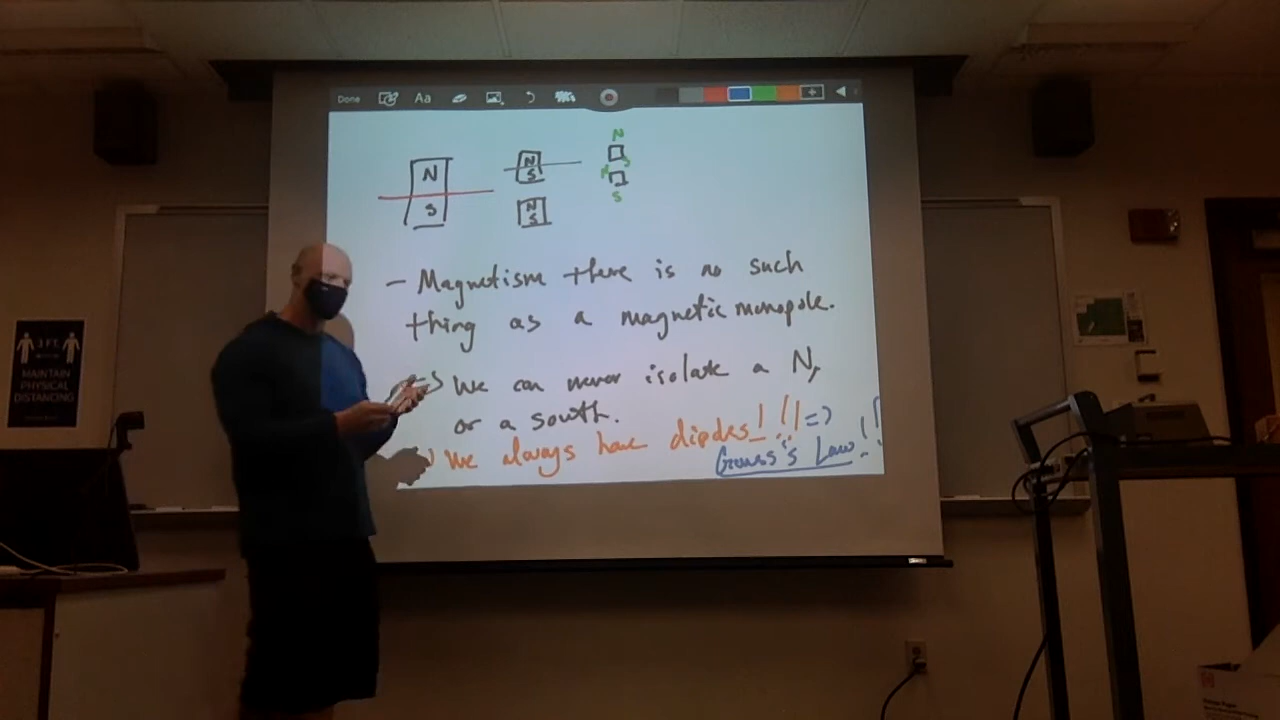 Done Aa
N
S
N
S
N
S
N
S
N
S
- Magnetism there is no such
thing as a magnetic monopole.
We can never isolate a N,
or a south.
We always have dipoles!!! =>
Gauss's Law!!
MAINTAIN
PHYSICAL
DISTANCING